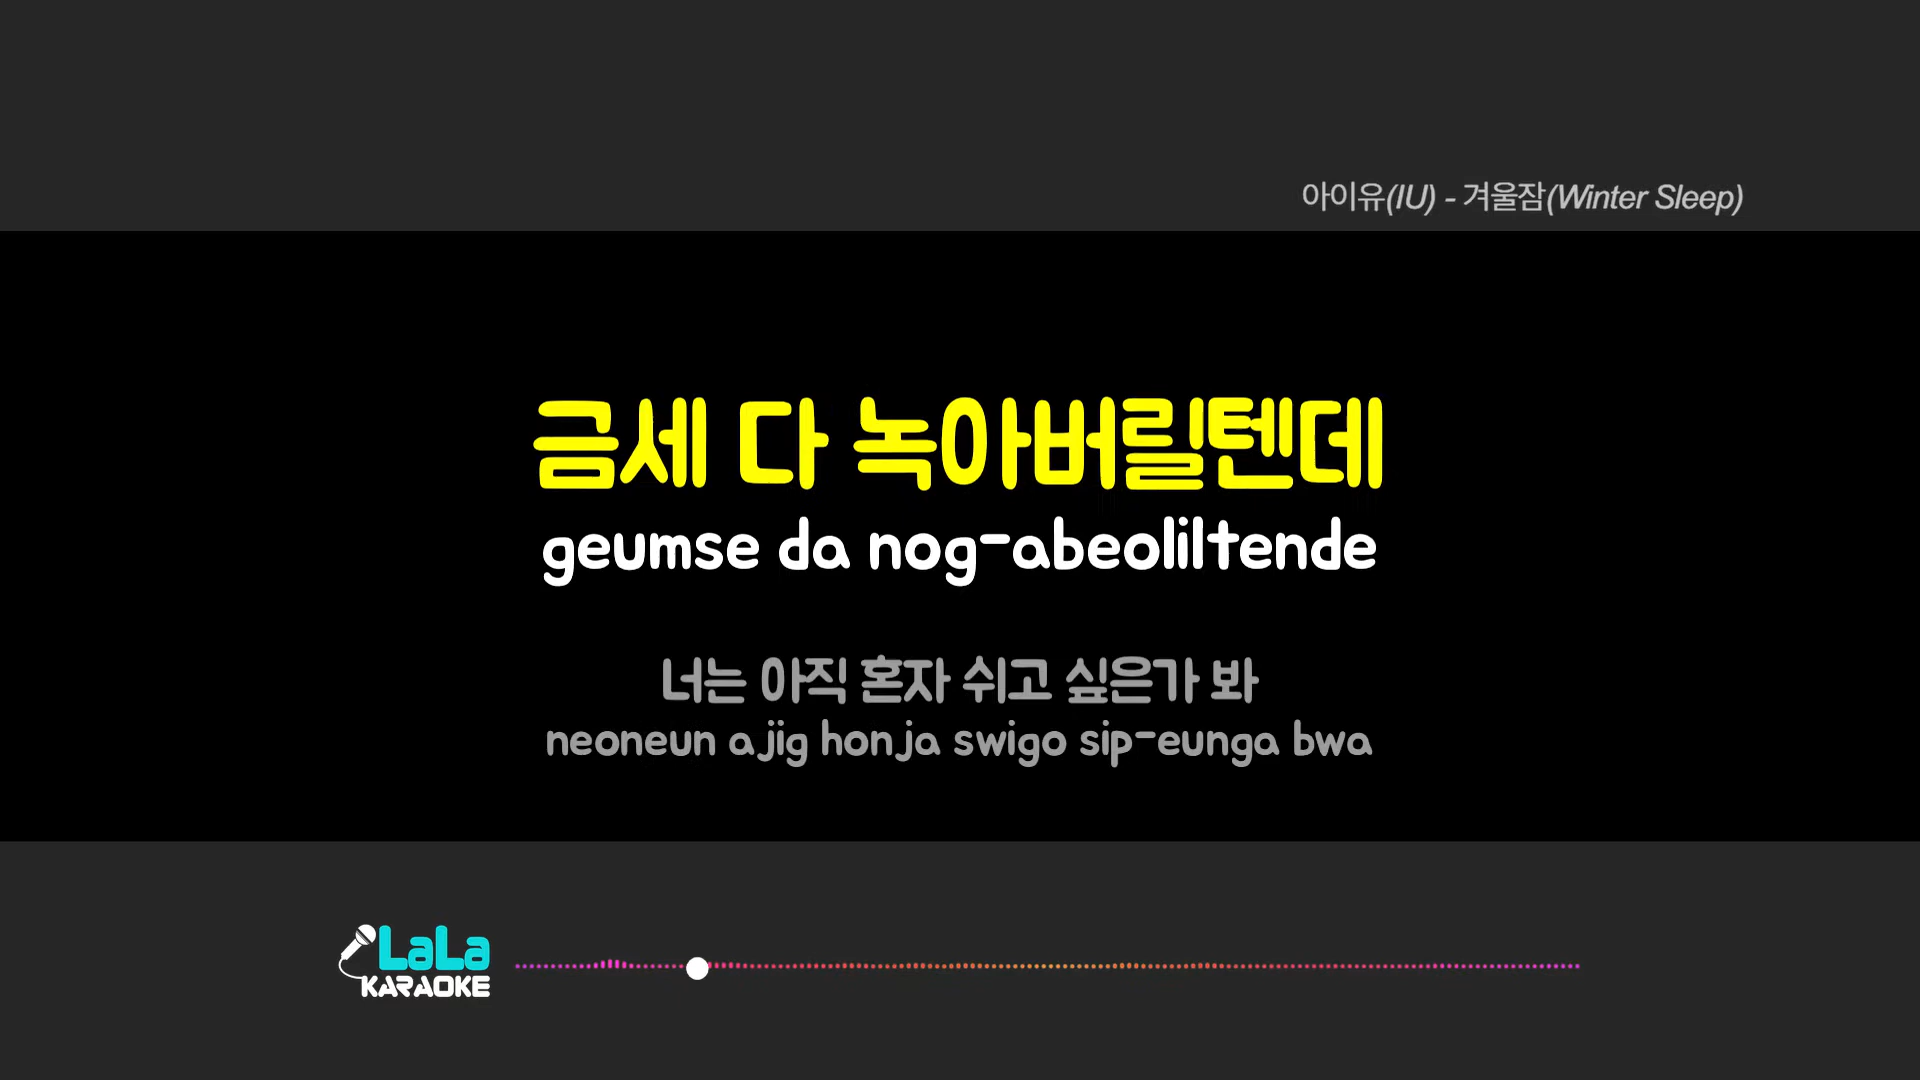 아이유(IU) - 겨울잠(Winter Sleep)
금세 다 녹아버릴텐데
geumse da nog-abeoliltende
너는 아직 혼자 쉬고 싶은가 봐
neoneun ajig honja swigo sip-eunga bwa
LaLa
KARAOKE